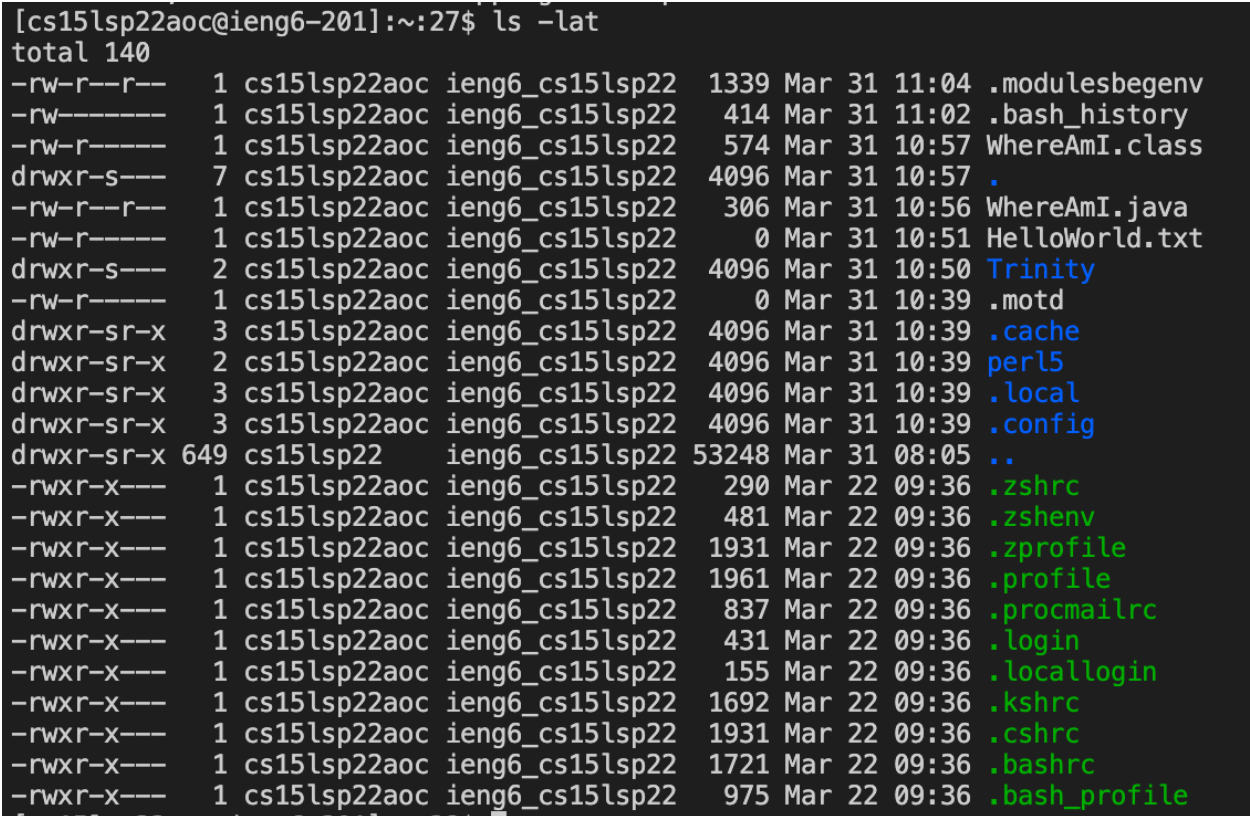 [cs15lsp22aoc@ieng6-201]:~:27$ ls -lat
total 140
-rw-r--r--   1 cs15lsp22aoc ieng6_cs15lsp22  1339 Mar 31 11:04 .modulesbegenv
-rw-------   1 cs15lsp22aoc ieng6_cs15lsp22   414 Mar 31 11:02 .bash_history
-rw-r-----   1 cs15lsp22aoc ieng6_cs15lsp22   574 Mar 31 10:57 WhereAmI.class
drwxr-s---   7 cs15lsp22aoc ieng6_cs15lsp22  4096 Mar 31 10:57 .
-rw-r--r--   1 cs15lsp22aoc ieng6_cs15lsp22   306 Mar 31 10:56 WhereAmI.java
-rw-r-----   1 cs15lsp22aoc ieng6_cs15lsp22     0 Mar 31 10:51 HelloWorld.txt
drwxr-s---   2 cs15lsp22aoc ieng6_cs15lsp22  4096 Mar 31 10:50 Trinity
-rw-r-----   1 cs15lsp22aoc ieng6_cs15lsp22     0 Mar 31 10:39 .motd
drwxr-sr-x   3 cs15lsp22aoc ieng6_cs15lsp22  4096 Mar 31 10:39 .cache
drwxr-sr-x   2 cs15lsp22aoc ieng6_cs15lsp22  4096 Mar 31 10:39 perl5
drwxr-sr-x   3 cs15lsp22aoc ieng6_cs15lsp22  4096 Mar 31 10:39 .local
drwxr-sr-x   3 cs15lsp22aoc ieng6_cs15lsp22  4096 Mar 31 10:39 .config
drwxr-sr-x 649 cs15lsp22    ieng6_cs15lsp22 53248 Mar 31 08:05 ..
-rwxr-x---   1 cs15lsp22aoc ieng6_cs15lsp22   290 Mar 22 09:36 .zshrc
-rwxr-x---   1 cs15lsp22aoc ieng6_cs15lsp22   481 Mar 22 09:36 .zshenv
-rwxr-x---   1 cs15lsp22aoc ieng6_cs15lsp22  1931 Mar 22 09:36 .zprofile
-rwxr-x---   1 cs15lsp22aoc ieng6_cs15lsp22  1961 Mar 22 09:36 .profile
-rwxr-x---   1 cs15lsp22aoc ieng6_cs15lsp22   837 Mar 22 09:36 .procmailrc
-rwxr-x---   1 cs15lsp22aoc ieng6_cs15lsp22   431 Mar 22 09:36 .login
-rwxr-x---   1 cs15lsp22aoc ieng6_cs15lsp22   155 Mar 22 09:36 .locallogin
-rwxr-x---   1 cs15lsp22aoc ieng6_cs15lsp22  1692 Mar 22 09:36 .kshrc
-rwxr-x---   1 cs15lsp22aoc ieng6_cs15lsp22  1931 Mar 22 09:36 .cshrc
-rwxr-x---   1 cs15lsp22aoc ieng6_cs15lsp22  1721 Mar 22 09:36 .bashrc
-rwxr-x---   1 cs15lsp22aoc ieng6_cs15lsp22   975 Mar 22 09:36 .bash_profile